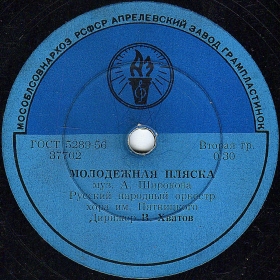 МОСОБЛСОВНАРХОЗ РСФСР АПРЕЛЕВСКИЙ ЗАВОД ГРАМПЛАСТИНОК
ГОСТ 5289-56
37762
Вторая гр.
0.30
МОЛОДЕЖНАЯ ПЛЯСКА
муз. А. Широкова
Русский народный оркестр
хора им. Пятницкого
Дирижер В. Хватов